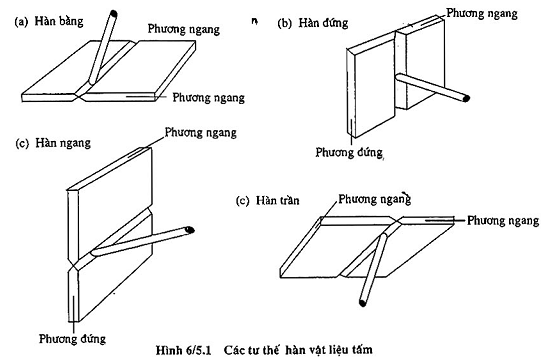 (a) Hàn bằng
Phương ngang
Phương ngang
(b) Hàn đứng
Phương ngang
Phương đứng
(c) Hàn ngang
Phương ngang
Phương đứng
(c) Hàn trần
Phương ngang
Phương ngang
Hình 6/5.1 Các tư thế hàn vật liệu tấm